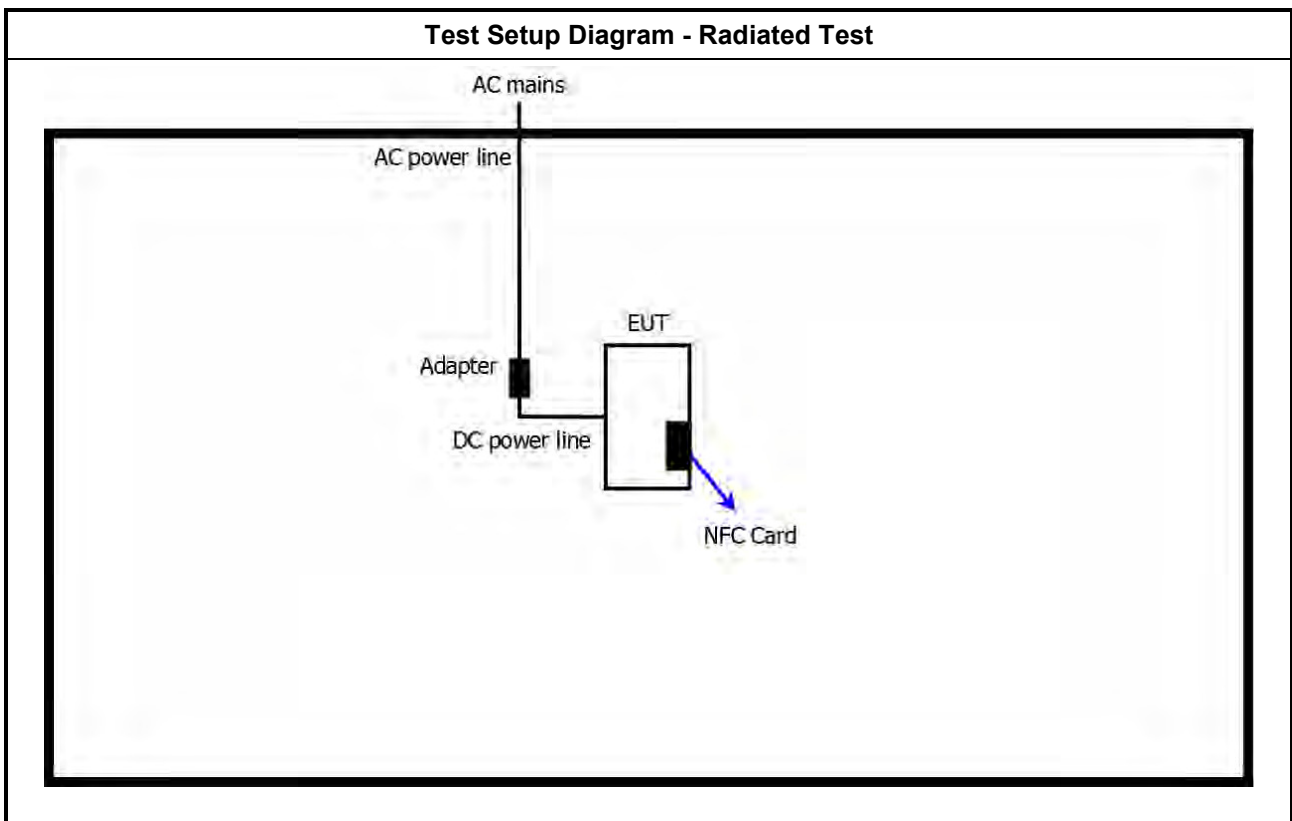 Test Setup Diagram - Radiated Test
AC mains
AC power line
EUT
Adapter
DC power line
NFC Card